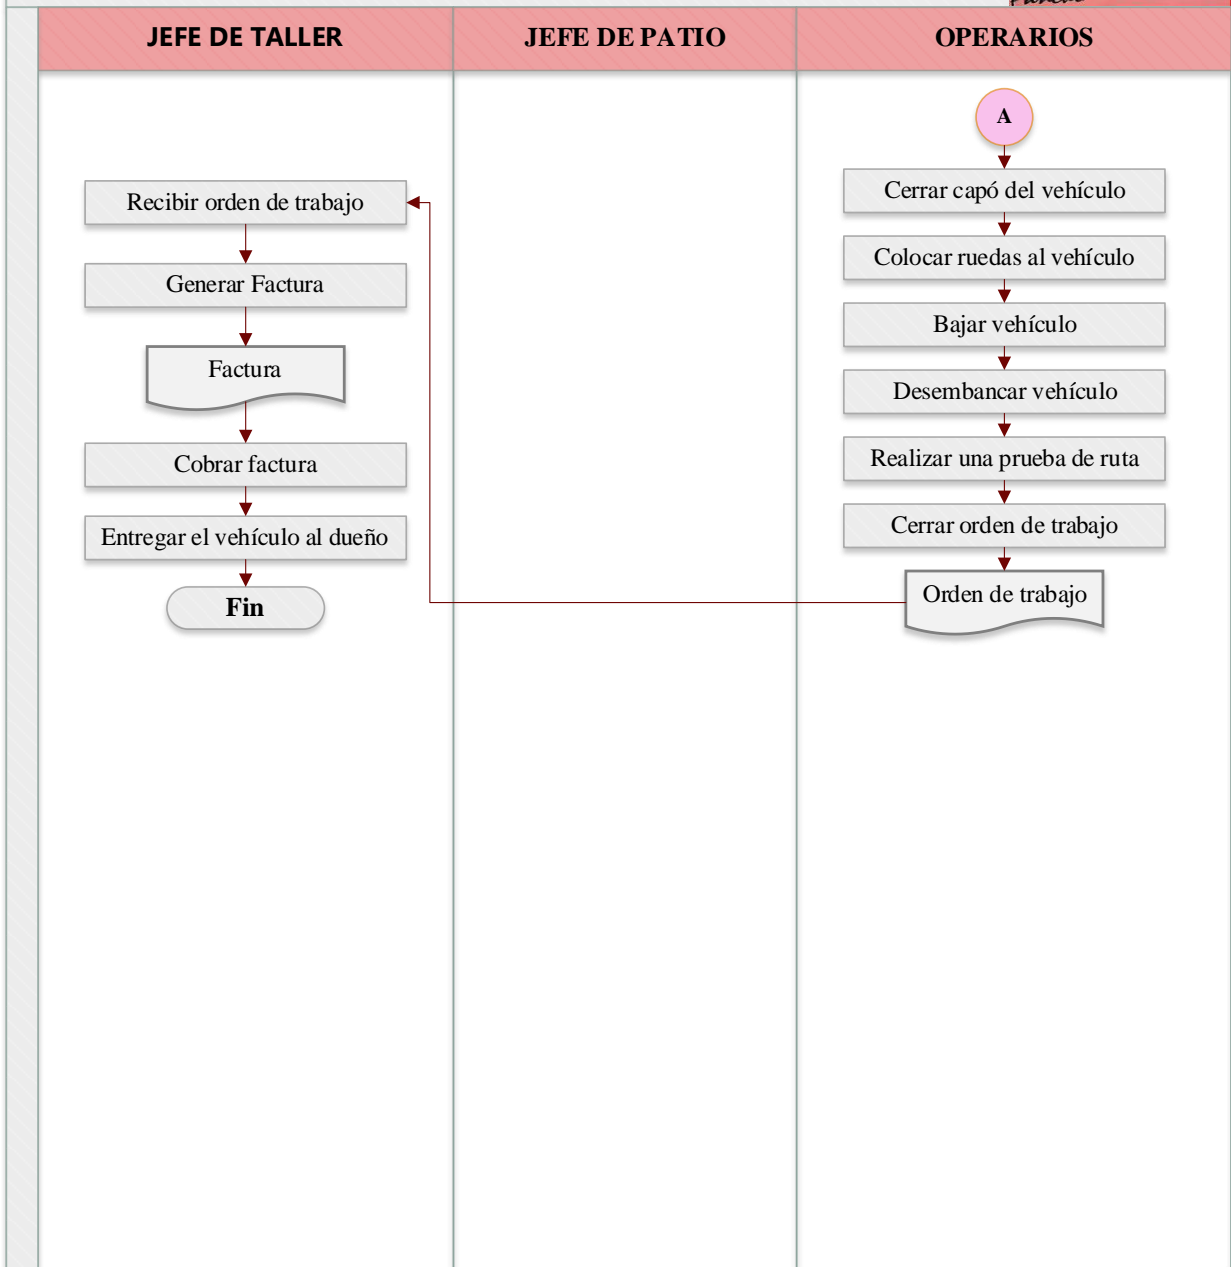 JEFE DE TALLER
JEFE DE PATIO
OPERARIOS
A
Cerrar capó del vehículo
Colocar ruedas al vehículo
Bajar vehículo
Desembancar vehículo
Realizar una prueba de ruta
Cerrar orden de trabajo
Orden de trabajo
Recibir orden de trabajo
Generar Factura
Factura
Cobrar factura
Entregar el vehículo al dueño
Fin